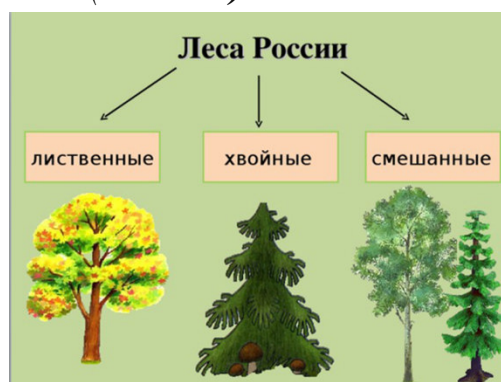 Леса России
лиственные
хвойные
смешанные